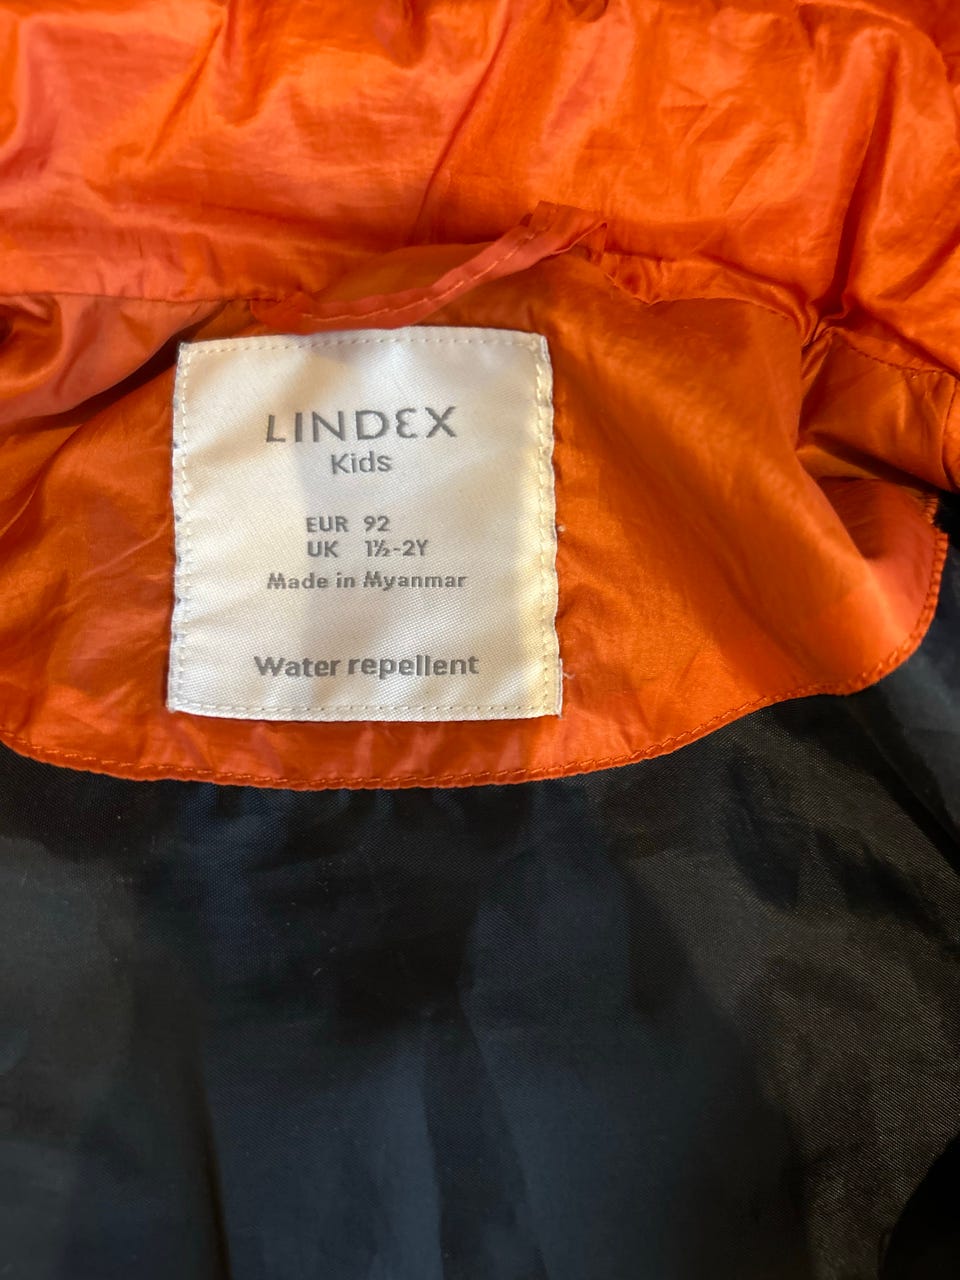 LINDEX
Kids
EUR 92
UK 1½-2Y
Made in Myanmar
Water repellent